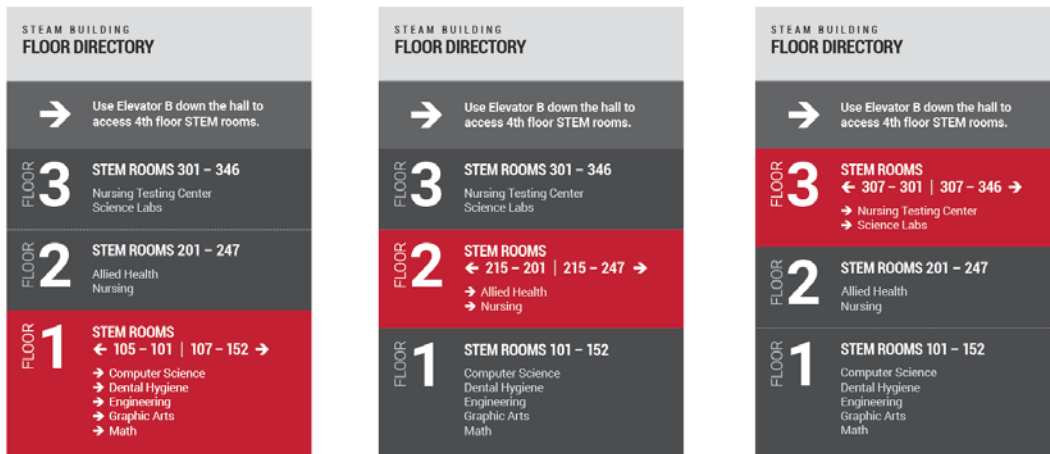 STEAM BUILDING
FLOOR DIRECTORY
→ Use Elevator B down the hall to
access 4th floor STEM rooms.
FLOOR 3
STEM ROOMS 301 – 346
Nursing Testing Center
Science Labs
FLOOR 2
STEM ROOMS 201 – 247
Allied Health
Nursing
FLOOR 1
STEM ROOMS
← 105 – 101 | 107 – 152 →
→ Computer Science
→ Dental Hygiene
→ Engineering
→ Graphic Arts
→ Math
STEAM BUILDING
FLOOR DIRECTORY
→ Use Elevator B down the hall to
access 4th floor STEM rooms.
FLOOR 3
STEM ROOMS 301 – 346
Nursing Testing Center
Science Labs
FLOOR 2
STEM ROOMS
← 215 – 201 | 215 – 247 →
→ Allied Health
→ Nursing
FLOOR 1
STEM ROOMS 101 – 152
Computer Science
Dental Hygiene
Engineering
Graphic Arts
Math
STEAM BUILDING
FLOOR DIRECTORY
→ Use Elevator B down the hall to
access 4th floor STEM rooms.
FLOOR 3
STEM ROOMS
← 307 – 301 | 307 – 346 →
→ Nursing Testing Center
→ Science Labs
FLOOR 2
STEM ROOMS 201 – 247
Allied Health
Nursing
FLOOR 1
STEM ROOMS 101 – 152
Computer Science
Dental Hygiene
Engineering
Graphic Arts
Math